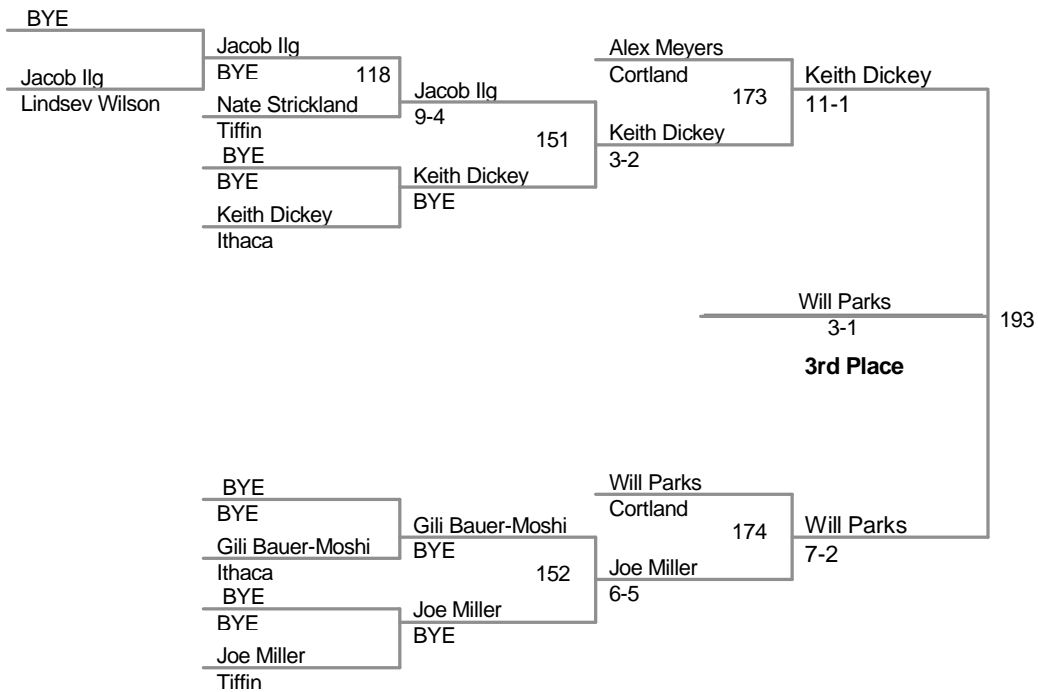 BYE
Jacob Ilg
Lindsev Wilson
Jacob Ilg
BYE
118
Nate Strickland
Tiffin
BYE
BYE
Keith Dickey
Ithaca
Jacob Ilg
9-4
151
Keith Dickey
BYE
Alex Meyers
Cortland
173
Keith Dickey
3-2
Keith Dickey
11-1
Will Parks
3-1
3rd Place
193
BYE
BYE
Gili Bauer-Moshi
Ithaca
BYE
BYE
Joe Miller
Tiffin
Gili Bauer-Moshi
BYE
152
Joe Miller
BYE
Will Parks
Cortland
174
Joe Miller
6-5
Will Parks
7-2